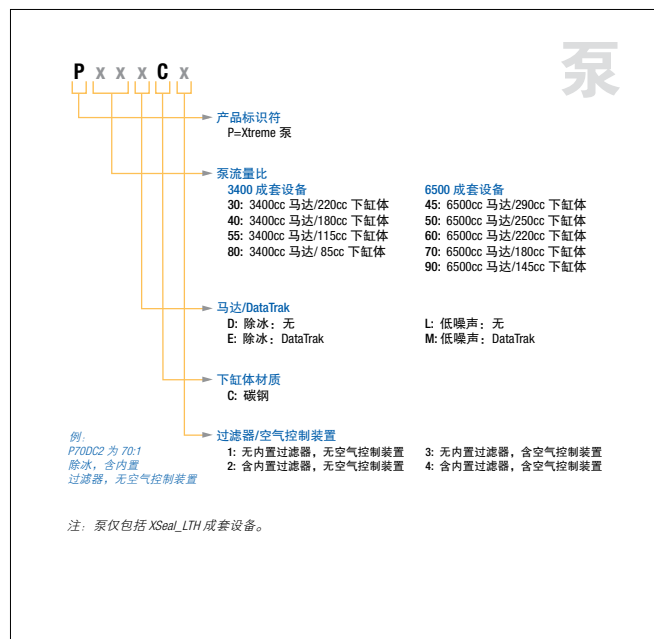 泵
P x x x C x
产品标识符
P=Xtreme 泵
泵流量比
3400 成套设备
30: 3400cc 马达/220cc 下缸体
40: 3400cc 马达/180cc 下缸体
55: 3400cc 马达/115cc 下缸体
80: 3400cc 马达/ 85cc 下缸体
6500 成套设备
45: 6500cc 马达/290cc 下缸体
50: 6500cc 马达/250cc 下缸体
60: 6500cc 马达/220cc 下缸体
70: 6500cc 马达/180cc 下缸体
90: 6500cc 马达/145cc 下缸体
马达/DataTrak
D: 除冰：无
E: 除冰：DataTrak
L: 低噪声：无
M: 低噪声：DataTrak
下缸体材质
C: 碳钢
过滤器/空气控制装置
1: 无内置过滤器，无空气控制装置
2: 含内置过滤器，无空气控制装置
3: 无内置过滤器，含空气控制装置
4: 含内置过滤器，含空气控制装置
例：
P70DC2 为 70:1
除冰，含内置
过滤器，无空气控制装置
注：泵仅包括 XSeal_LTH 成套设备。